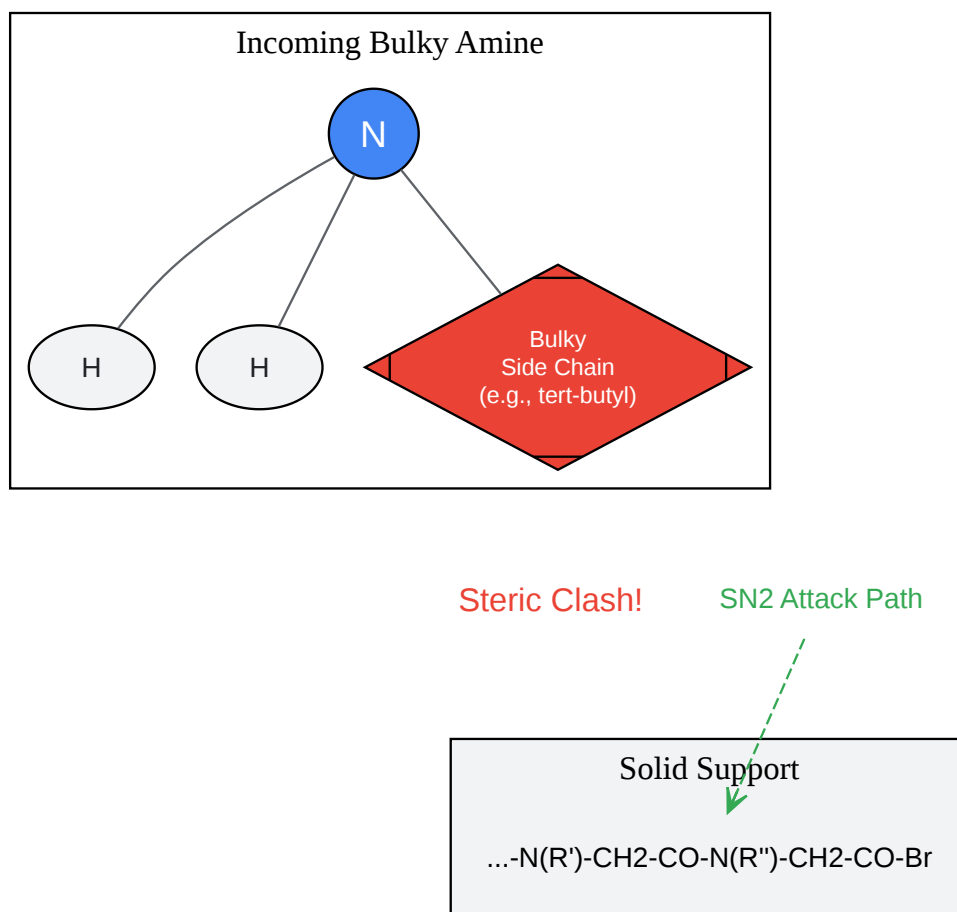 Incoming Bulky Amine
N
H
H
Bulky
Side Chain
(e.g., tert-butyl)
Steric Clash!
SN2 Attack Path
Solid Support
...-N(R')-CH2-CO-N(R'')-CH2-CO-Br